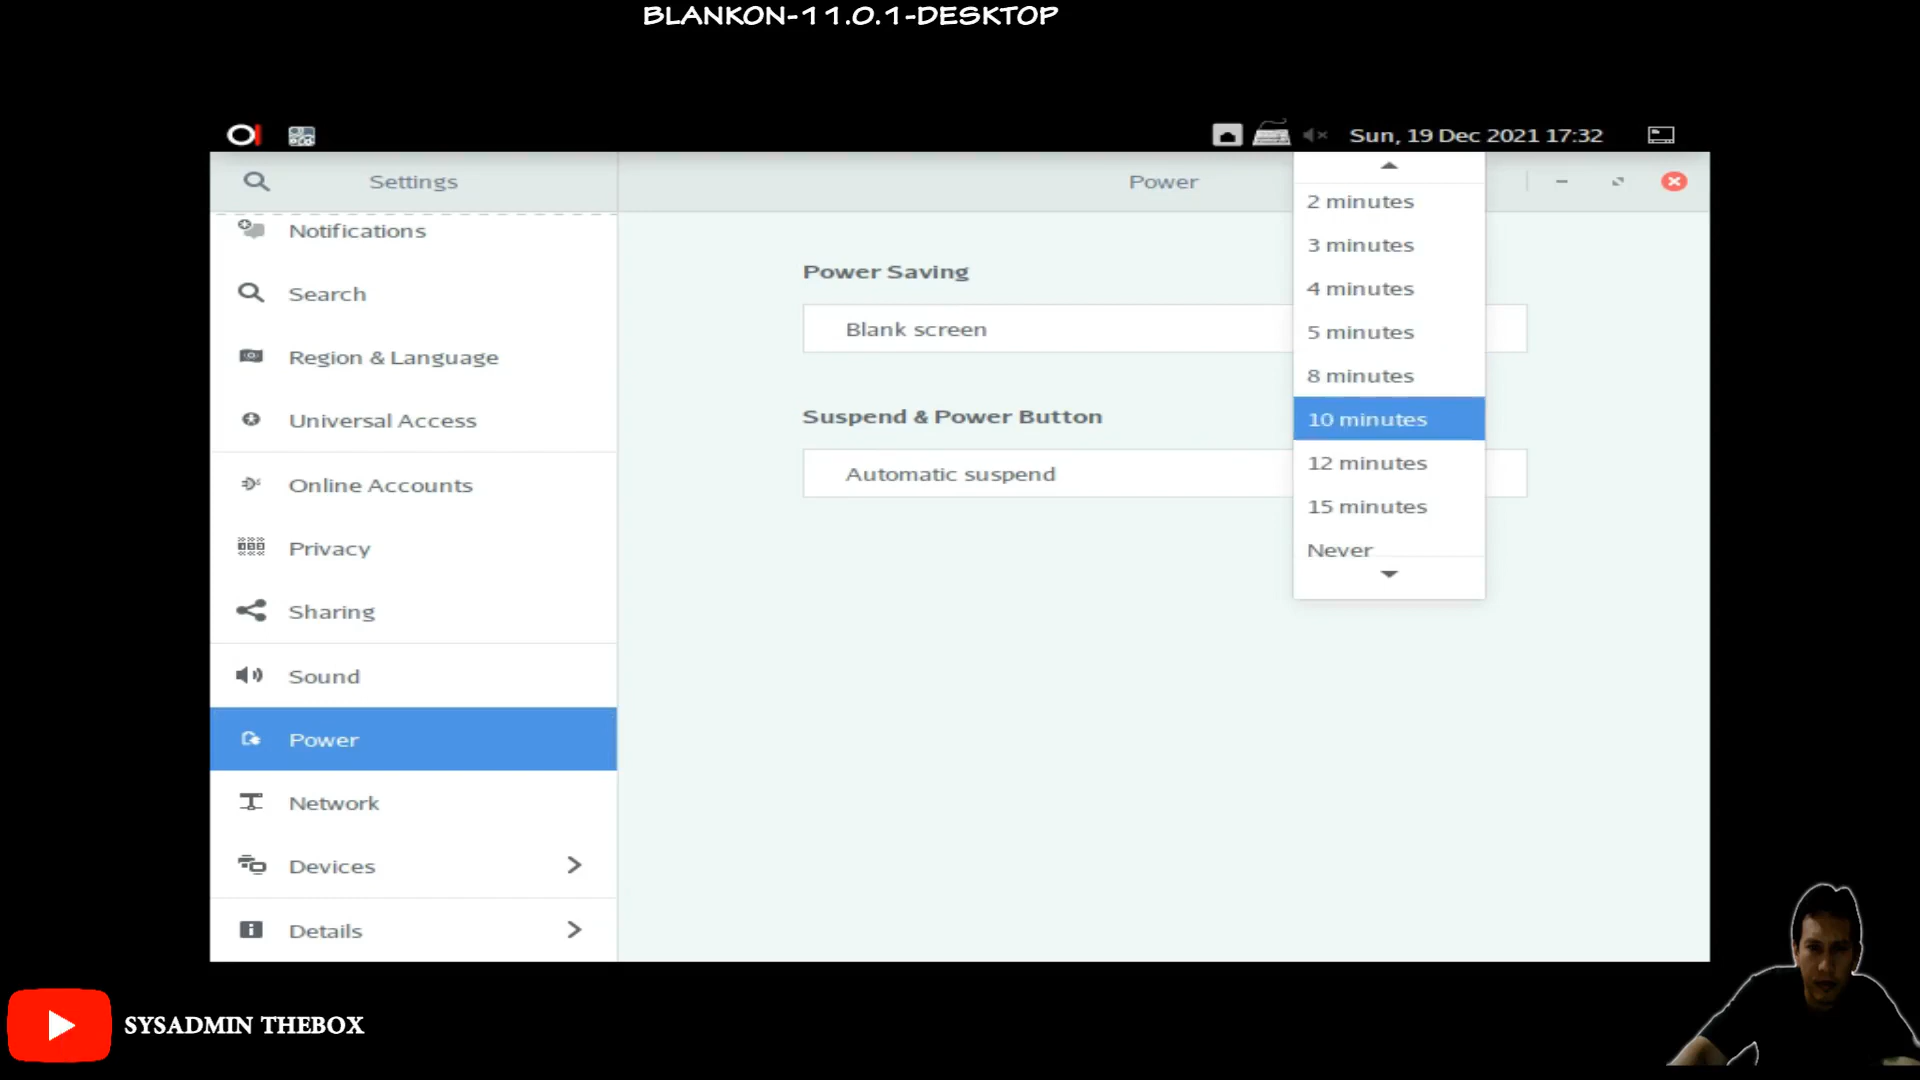 BLANKON-11.0.1-DESKTOP
Sun, 19 Dec 2021 17:32
Settings
Power
Notifications
Search
Region & Language
Universal Access
Online Accounts
Privacy
Sharing
Sound
Power
Network
Devices
Details
Power Saving
Blank screen
Suspend & Power Button
Automatic suspend
2 minutes
3 minutes
4 minutes
5 minutes
8 minutes
10 minutes
12 minutes
15 minutes
Never
SYSADMIN THEBOX